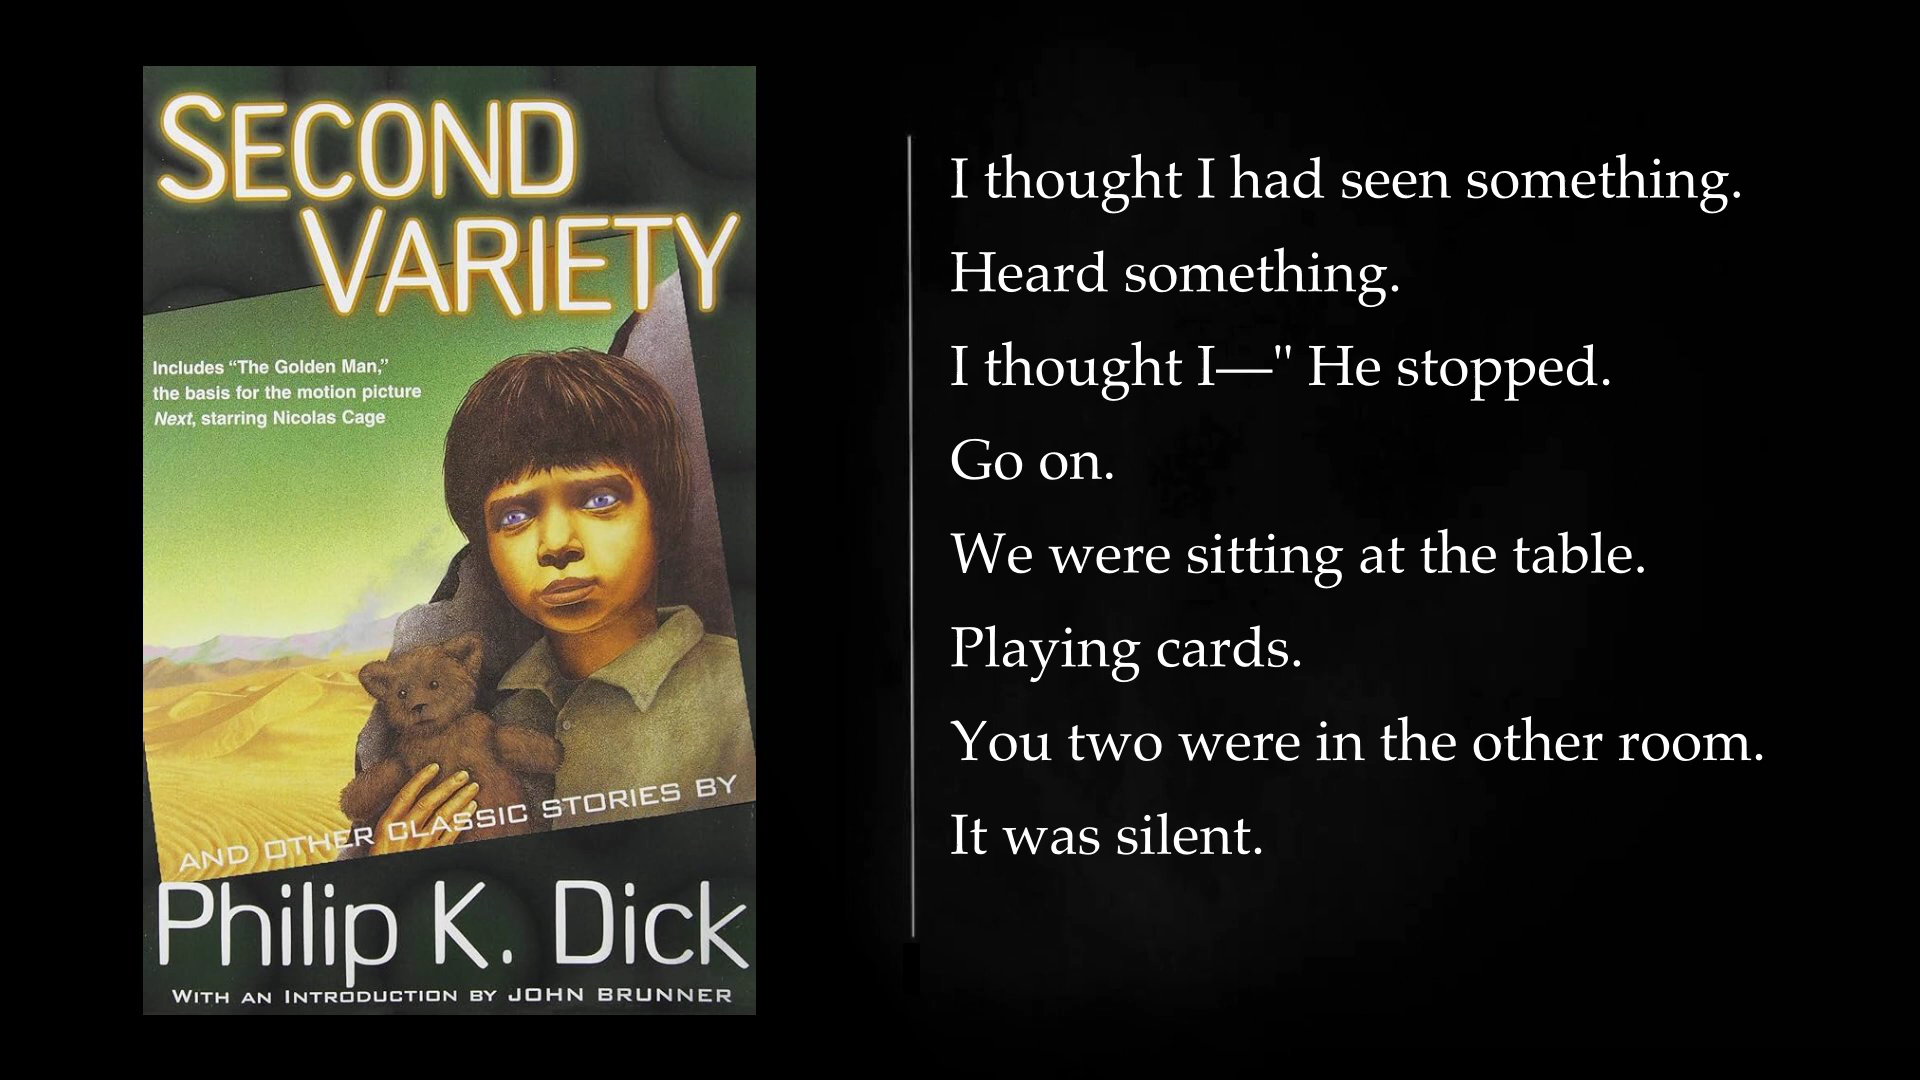 SECOND
VARIETY
Includes “The Golden Man,”
the basis for the motion picture
Next, starring Nicolas Cage
AND OTHER CLASSIC STORIES BY
Philip K. Dick
WITH AN INTRODUCTION BY JOHN BRUNNER
I thought I had seen something.
Heard something.
I thought I—" He stopped.
Go on.
We were sitting at the table.
Playing cards.
You two were in the other room.
It was silent.